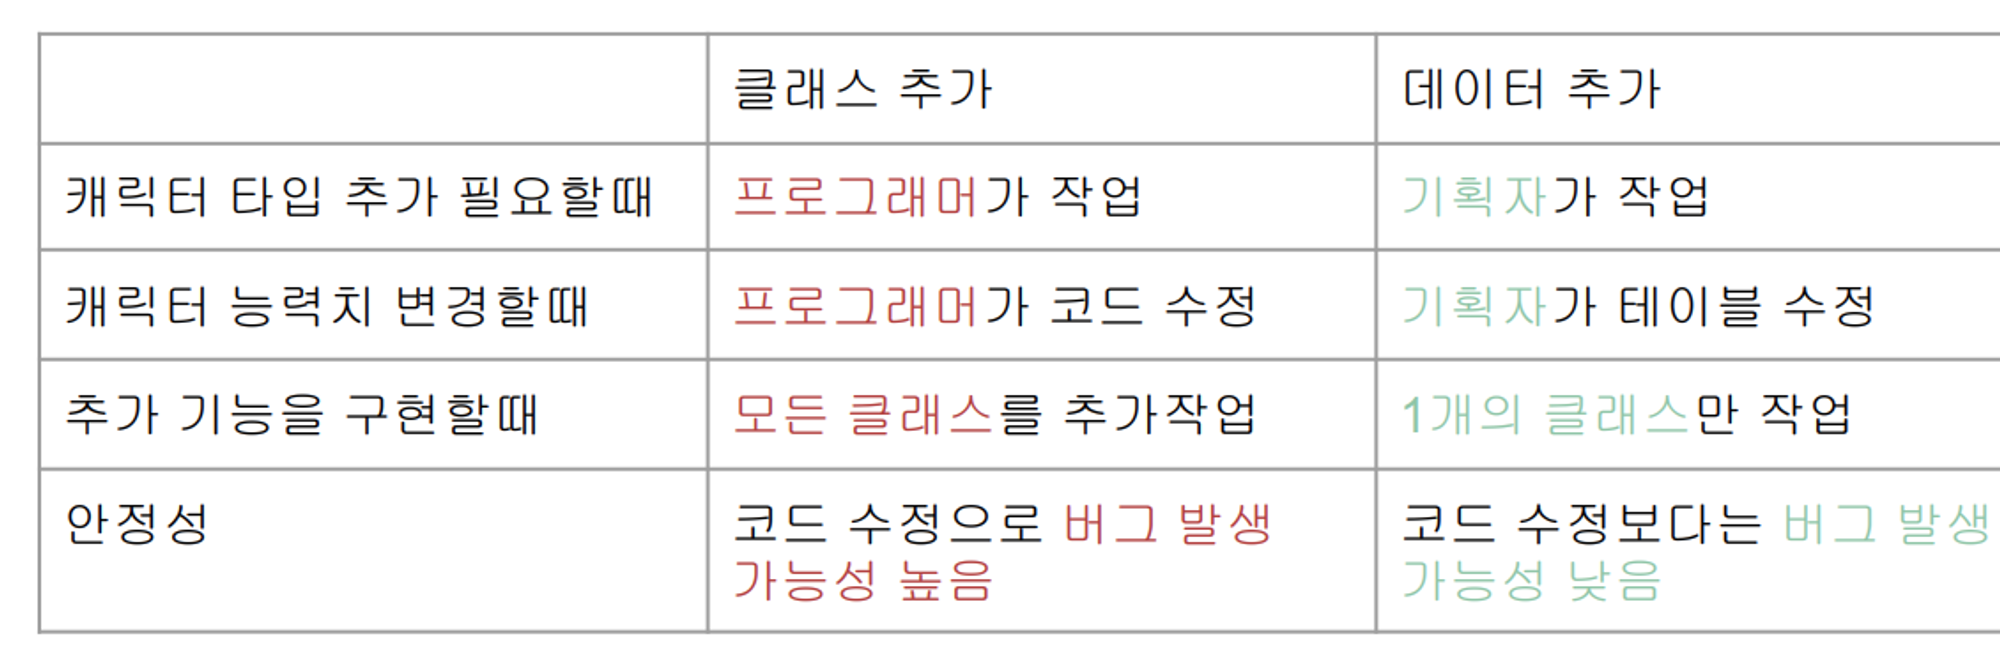 클래스 추가
데이터 추가
캐릭터 타입 추가 필요할때
프로그래머가 작업
기획자가 작업
캐릭터 능력치 변경할때
프로그래머가 코드 수정
기획자가 테이블 수정
추가 기능을 구현할때
모든 클래스를 추가작업
1개의 클래스만 작업
안정성
코드 수정으로 버그 발생
가능성 높음
코드 수정보다는 버그 발생
가능성 낮음